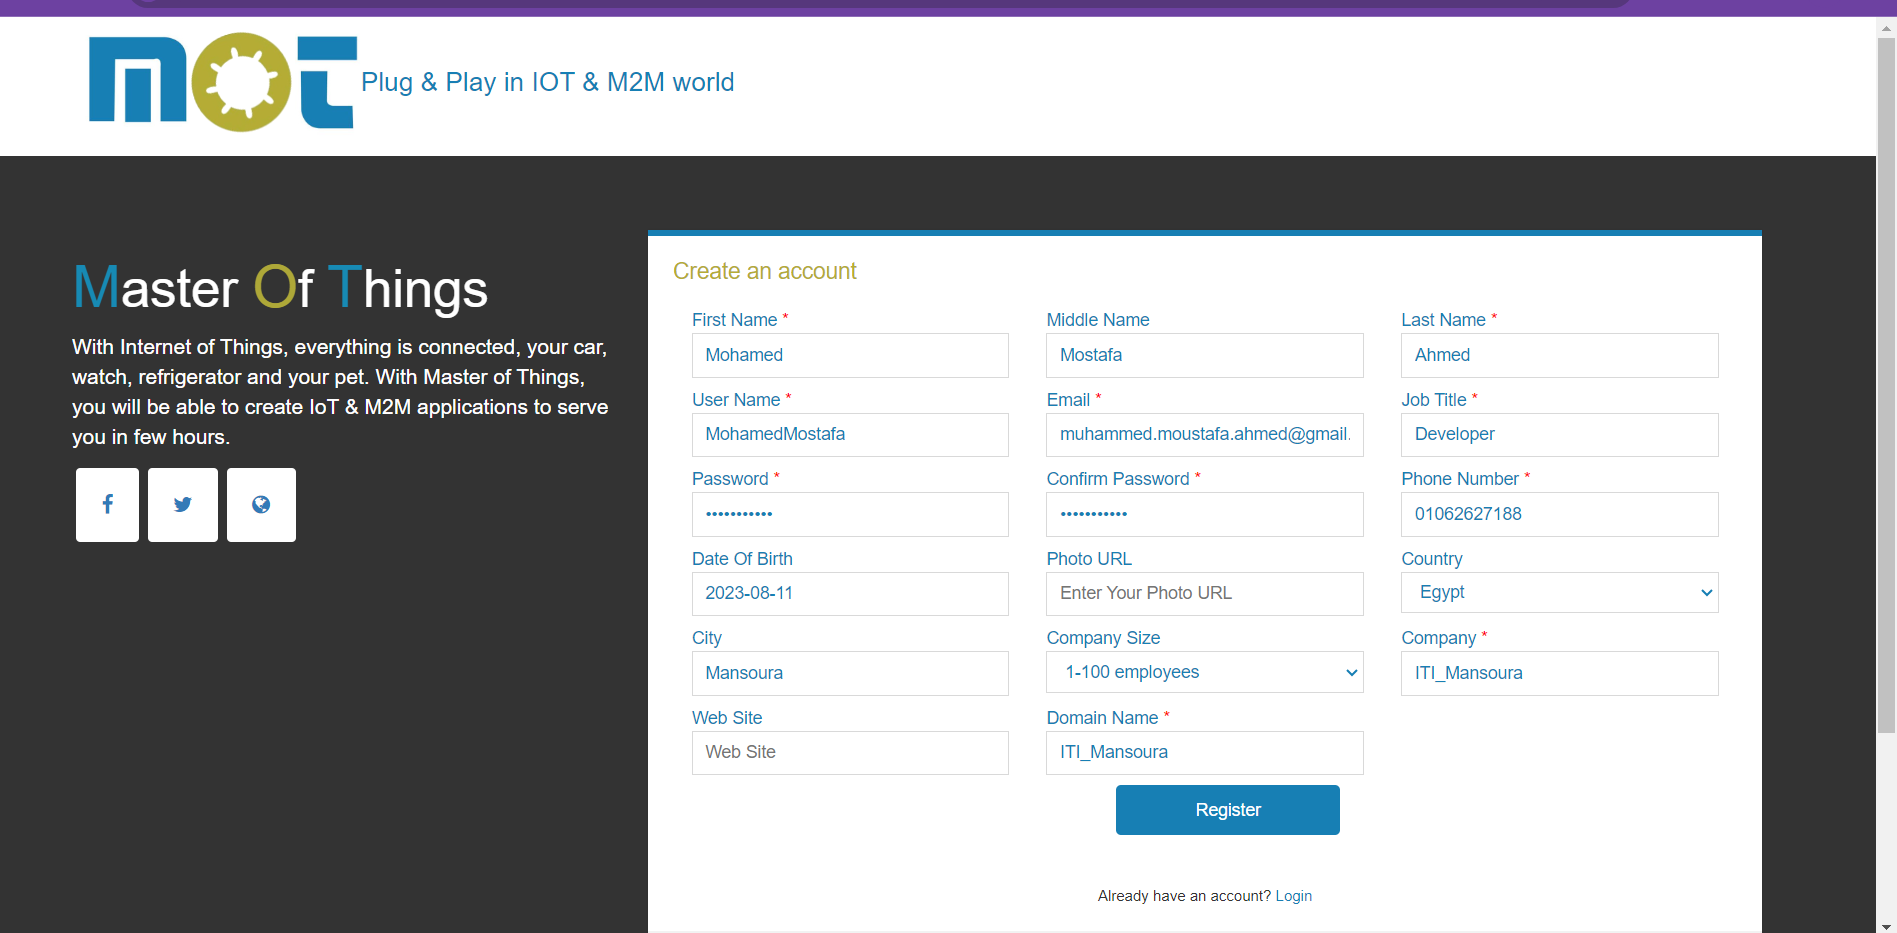 MOT
Plug & Play in IOT & M2M world
Master Of Things
With Internet of Things, everything is connected, your car,
watch, refrigerator and your pet. With Master of Things,
you will be able to create IoT & M2M applications to serve
you in few hours.
Create an account
First Name *
Middle Name
Last Name *
Mohamed
Mostafa
Ahmed
User Name *
Email *
Job Title *
MohamedMostafa
muhammed.moustafa.ahmed@gmail.
Developer
Password *
Confirm Password *
Phone Number *
•••••••••••
•••••••••••
01062627188
Date Of Birth
Photo URL
Country
2023-08-11
Enter Your Photo URL
Egypt
City
Company Size
Company *
Mansoura
1-100 employees
ITI_Mansoura
Web Site
Domain Name *
Web Site
ITI_Mansoura
Register
Already have an account? Login